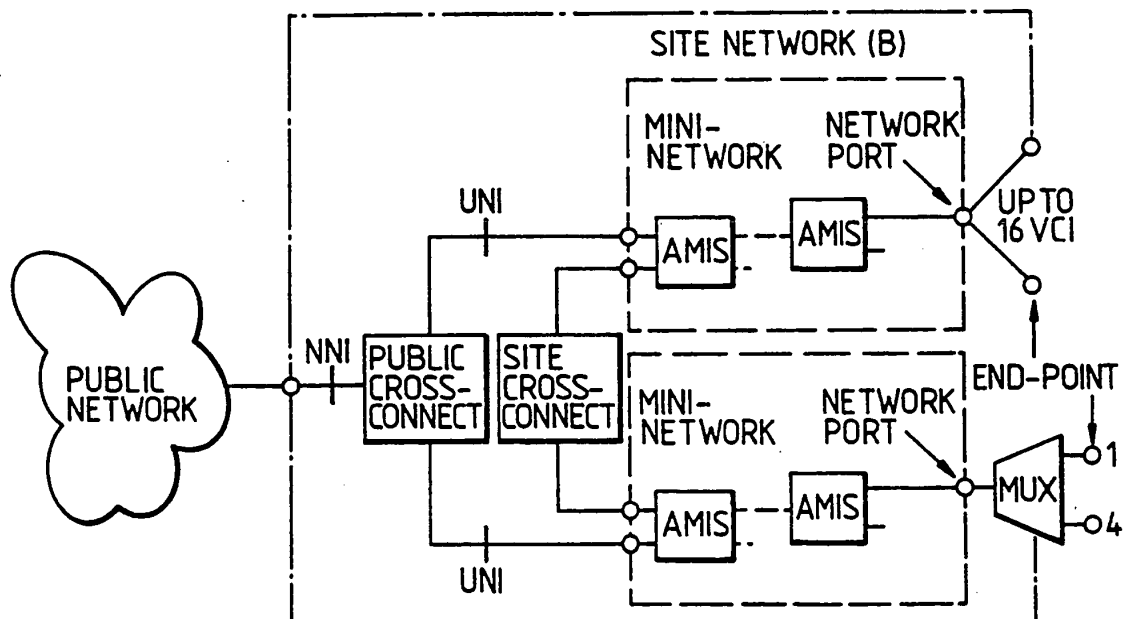 SITE NETWORK (B)
MINI-
NETWORK
NETWORK
PORT
UNI
UP TO
16 VCI
AMIS
AMIS
NNI
PUBLIC
CROSS-
CONNECT
SITE
CROSS-
CONNECT
PUBLIC
NETWORK
END-POINT
MINI-
NETWORK
NETWORK
PORT
1
MUX
4
AMIS
AMIS
UNI